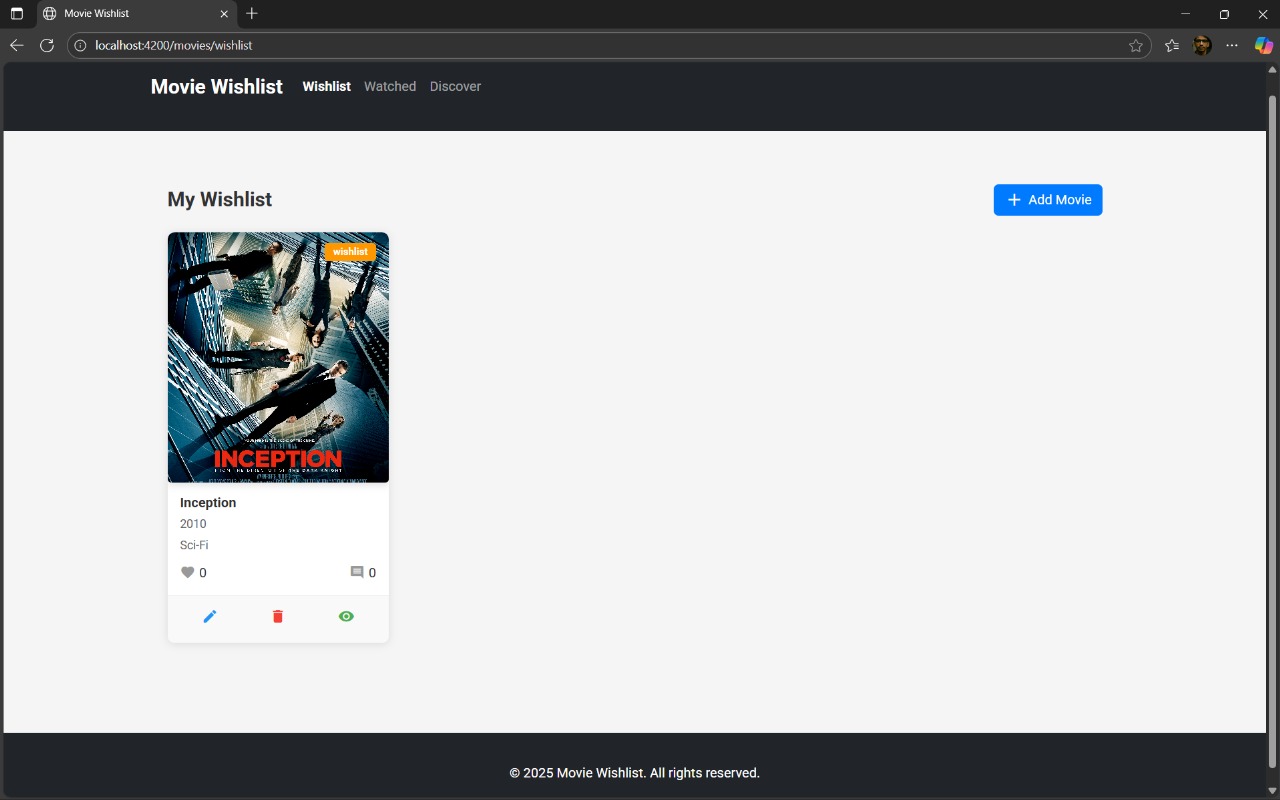 Movie Wishlist
localhost:4200/movies/wishlist
Movie Wishlist Wishlist Watched Discover
My Wishlist
Add Movie
wishlist
INCEPTION
Inception
2010
Sci-Fi
0 0
© 2025 Movie Wishlist. All rights reserved.